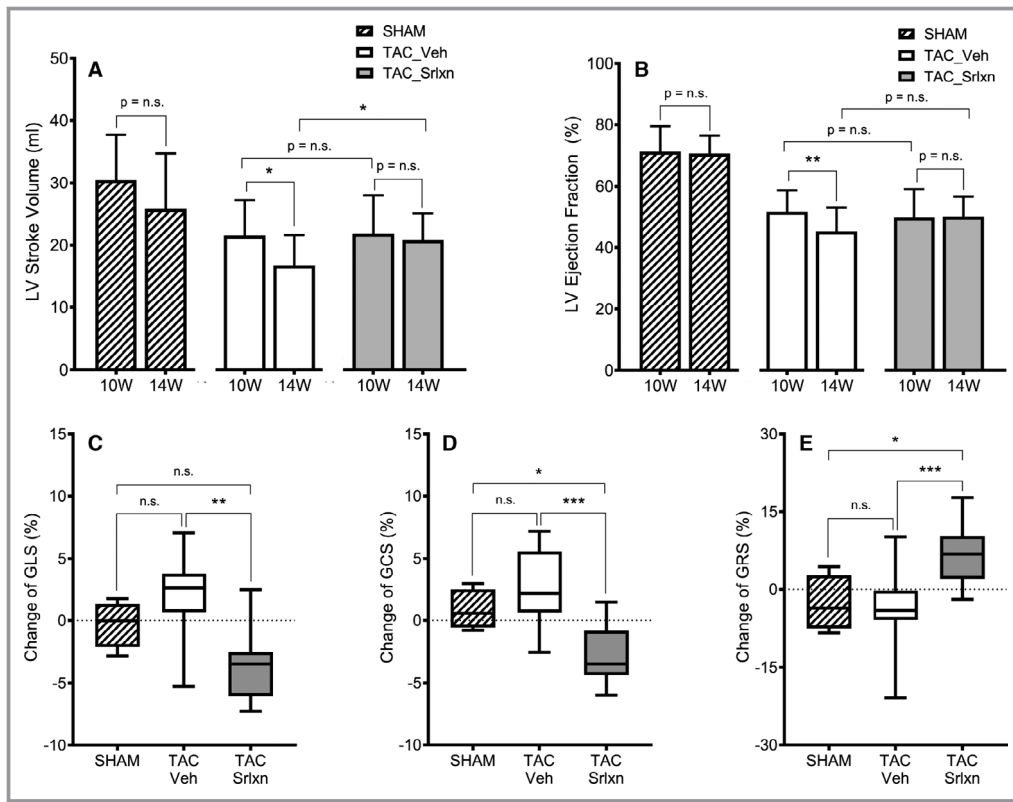 SHAM
TAC_Veh
TAC_Srlxn
A
LV Stroke Volume (ml)
50
40
30
20
10
0
p = n.s.
p = n.s.
*
*
p = n.s.
10W 14W 10W 14W 10W 14W
SHAM
TAC_Veh
TAC_Srlxn
B
LV Ejection Fraction (%)
100
80
60
40
20
0
p = n.s.
p = n.s.
p = n.s.
**
p = n.s.
10W 14W 10W 14W 10W 14W
C
Change of GLS (%)
15
10
5
0
-5
-10
n.s.
n.s.
**
SHAM TAC TAC
Veh Srlxn
D
Change of GCS (%)
15
10
5
0
-5
-10
*
n.s.
***
SHAM TAC TAC
Veh Srlxn
E
Change of GRS (%)
30
15
0
-15
-30
*
***
n.s.
SHAM TAC TAC
Veh Srlxn